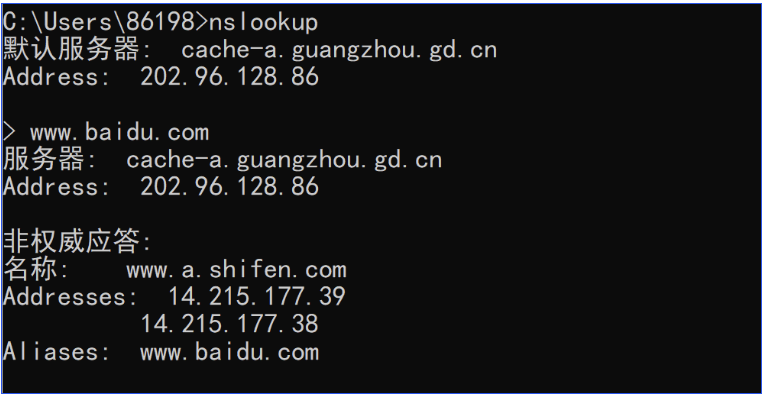 C:\Users\86198>nslookup
默认服务器:  cache-a.guangzhou.gd.cn
Address:  202.96.128.86
> www.baidu.com
服务器:  cache-a.guangzhou.gd.cn
Address:  202.96.128.86
非权威应答:
名称:    www.a.shifen.com
Addresses:  14.215.177.39
          14.215.177.38
Aliases:  www.baidu.com